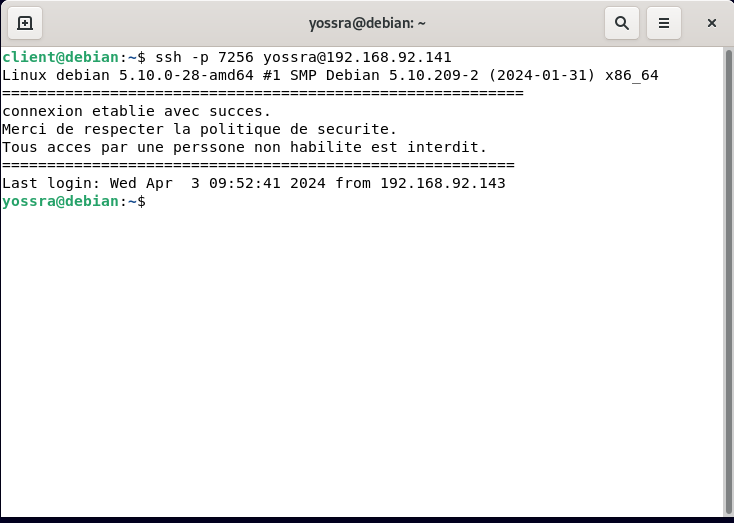 yossra@debian: ~
client@debian:~$ ssh -p 7256 yossra@192.168.92.141
Linux debian 5.10.0-28-amd64 #1 SMP Debian 5.10.209-2 (2024-01-31) x86_64
==========================================================
connexion etablie avec succes.
Merci de respecter la politique de securite.
Tous acces par une perssone non habilite est interdit.
=========================================================
Last login: Wed Apr  3 09:52:41 2024 from 192.168.92.143
yossra@debian:~$